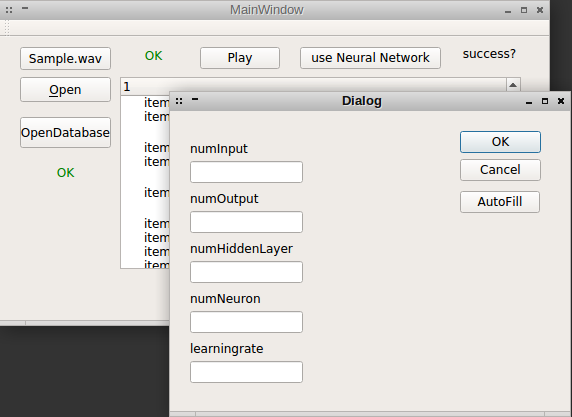 MainWindow
Sample.wav
OK
Play
use Neural Network
success?
Open
OpenDatabase
OK
1
item
item
item
item
item
item
item
item
item
Dialog
numInput
numOutput
numHiddenLayer
numNeuron
learningrate
OK
Cancel
AutoFill